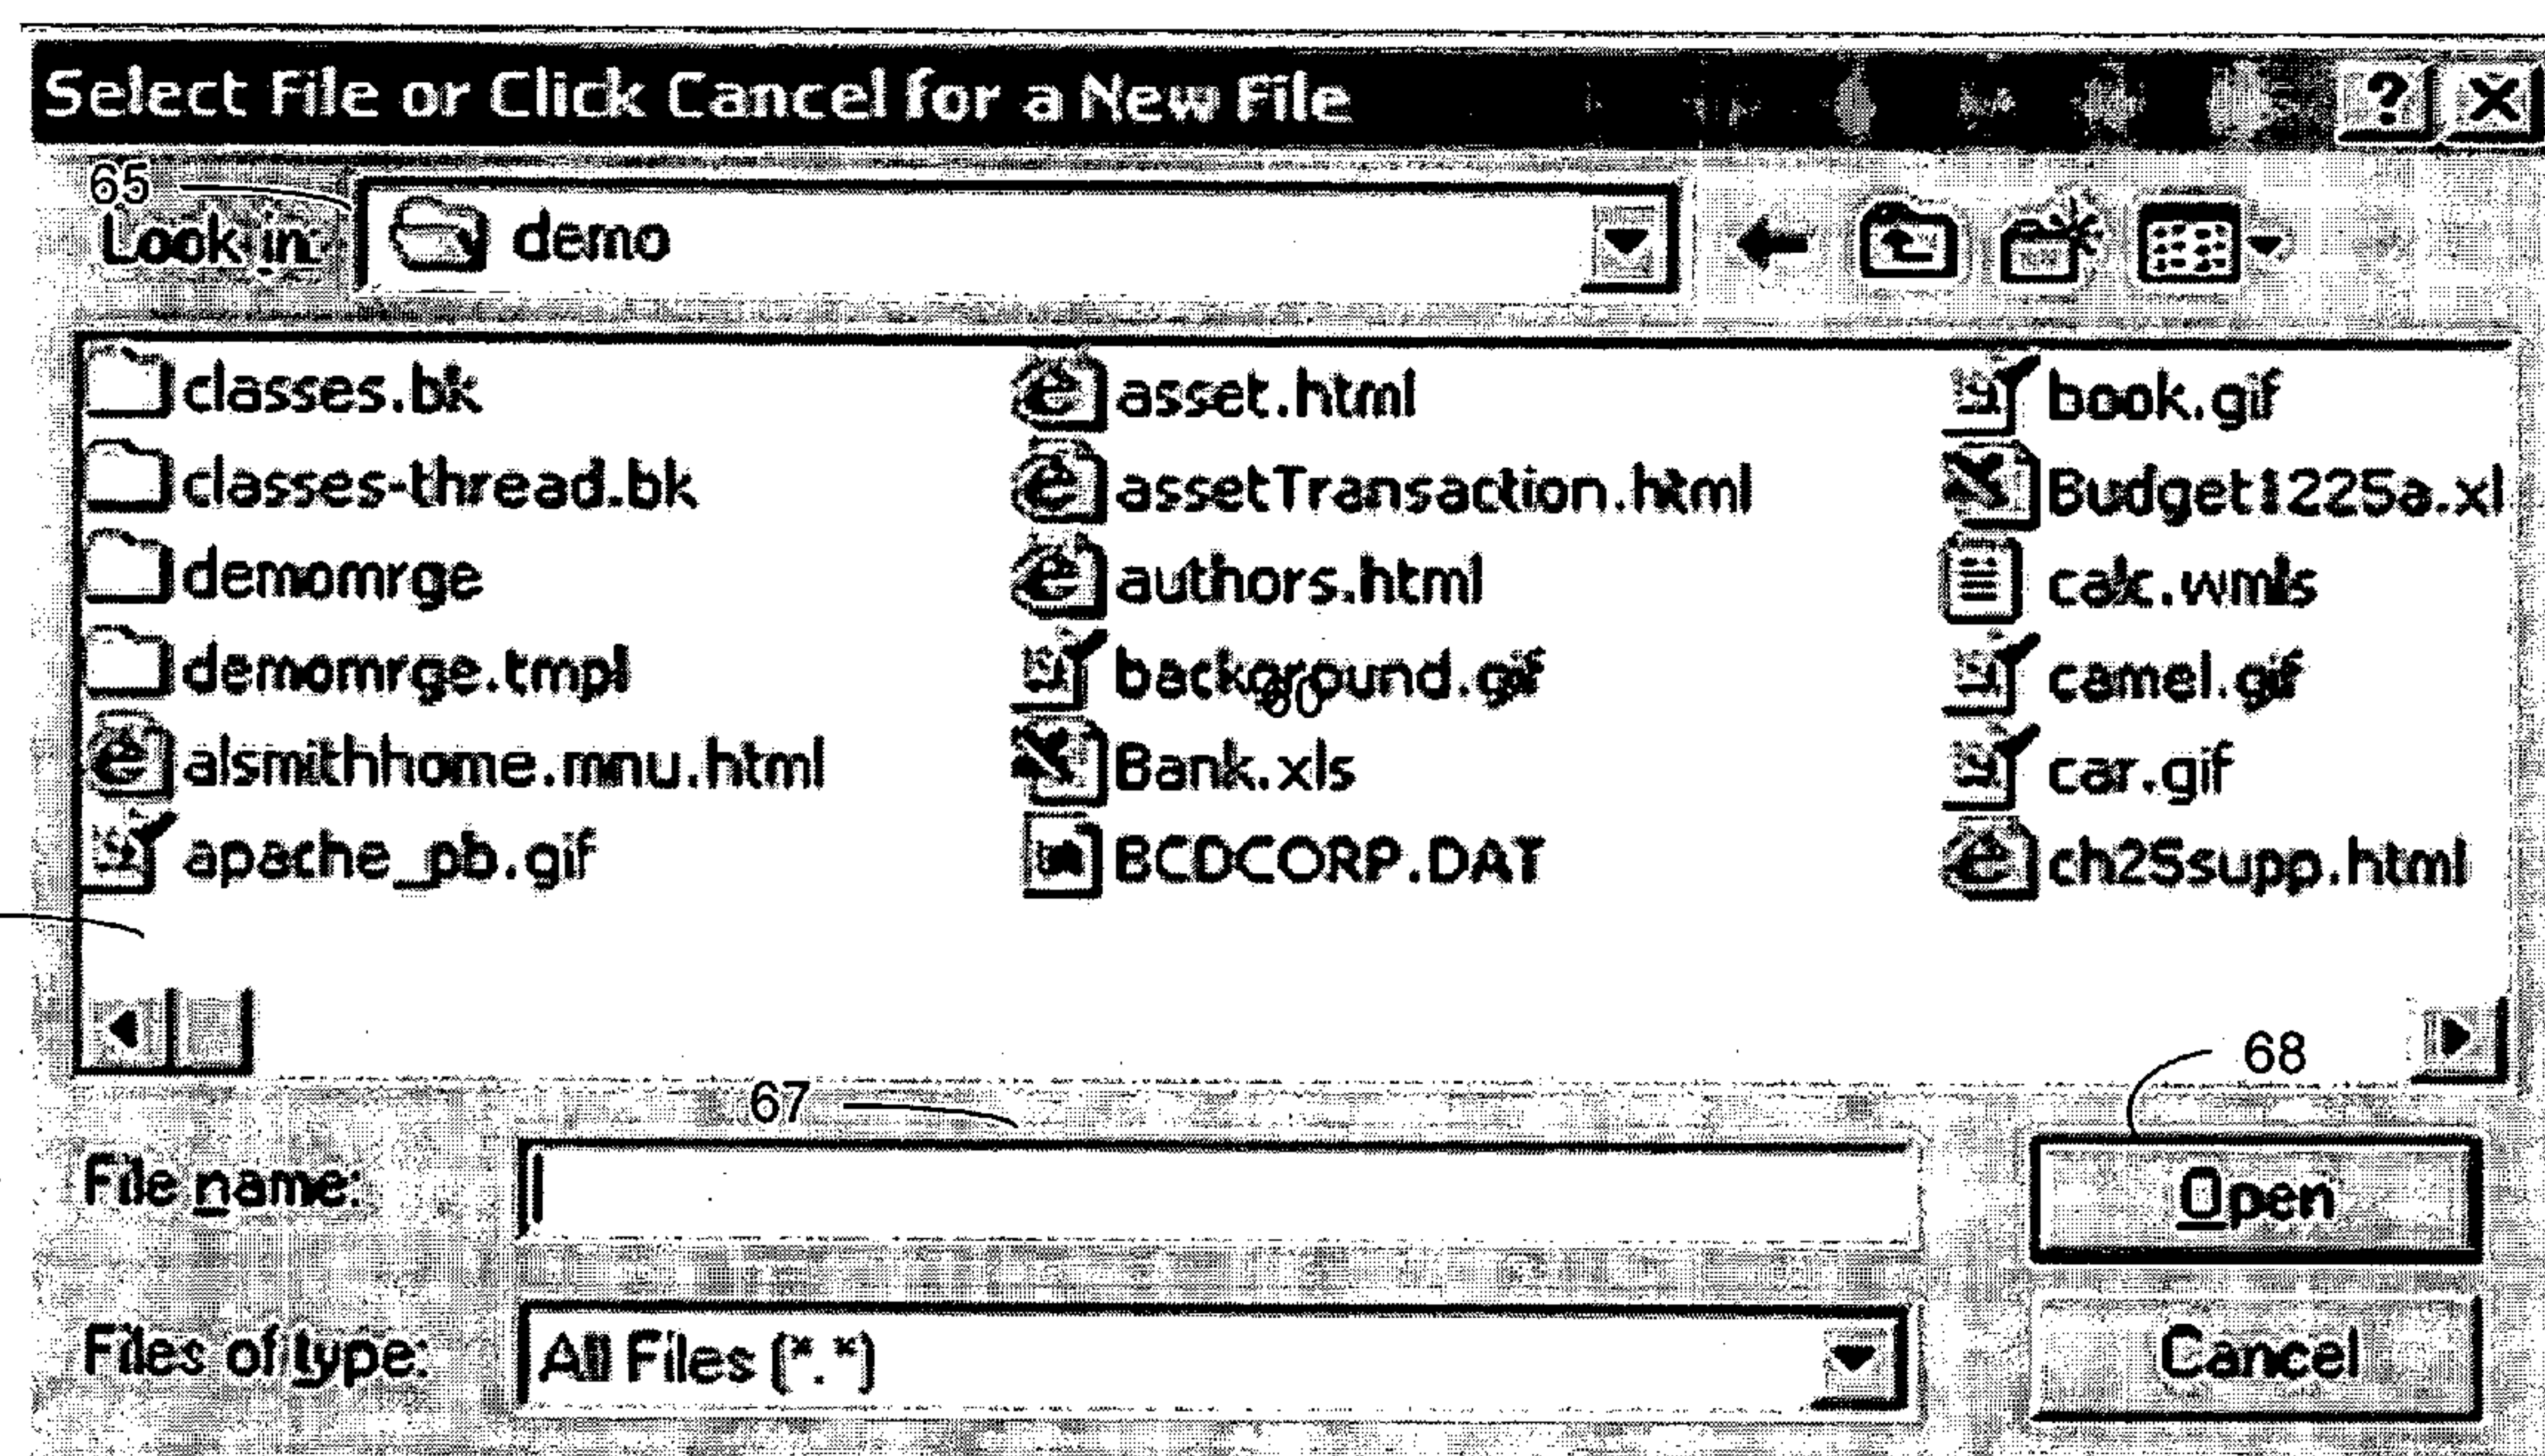 Select File or Click Cancel for a New File
65
Look in: demo
classes.bk asset.html book.gif
classes-thread.bk assetTransaction.html Budget1225a.xl
demomrge authors.html calc.wmls
demomrge.tmpl background.gif camel.gif
60
alsmithhome.mnu.html Bank.xls car.gif
apache_pb.gif BCDCORP.DAT ch25supp.html
68
67
File name: Open
Files of type: All Files (*.*) Cancel